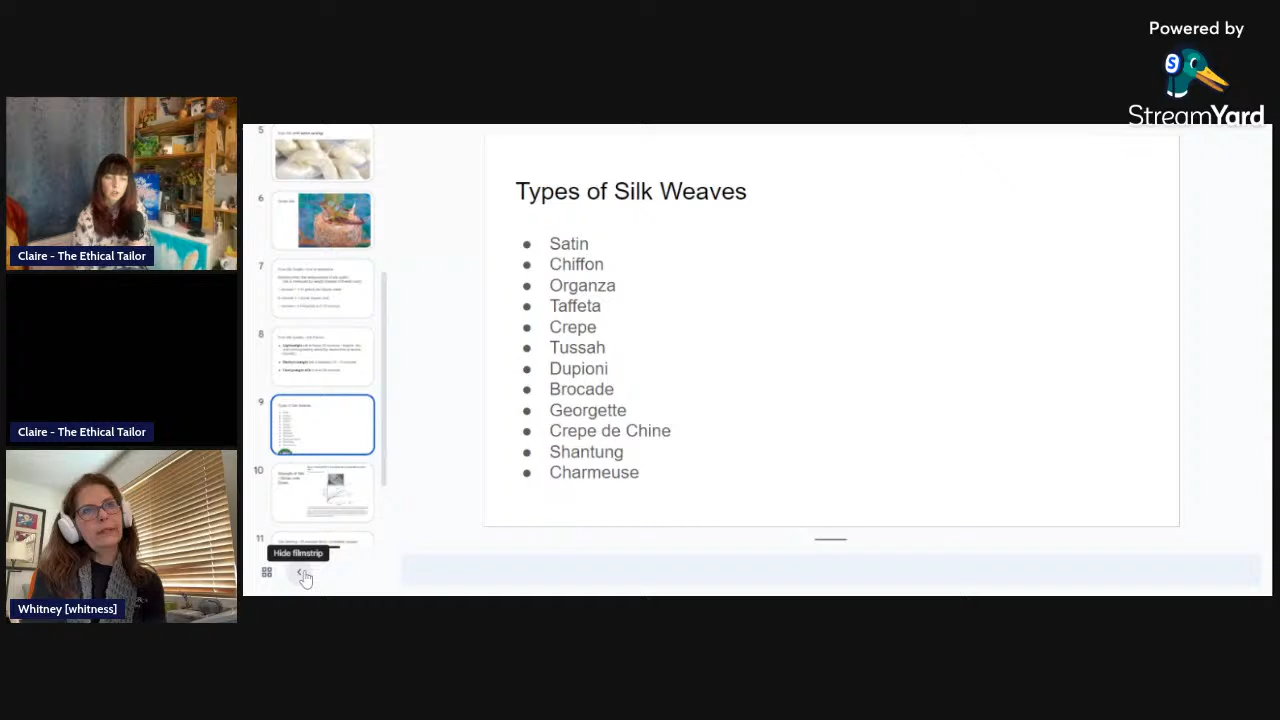 Powered by
StreamYard
Claire - The Ethical Tailor
Claire - The Ethical Tailor
Whitney [whitness]
5
6
7
8
9
10
11
Hide filmstrip
Types of Silk Weaves
● Satin
● Chiffon
● Organza
● Taffeta
● Crepe
● Tussah
● Dupioni
● Brocade
● Georgette
● Crepe de Chine
● Shantung
● Charmeuse